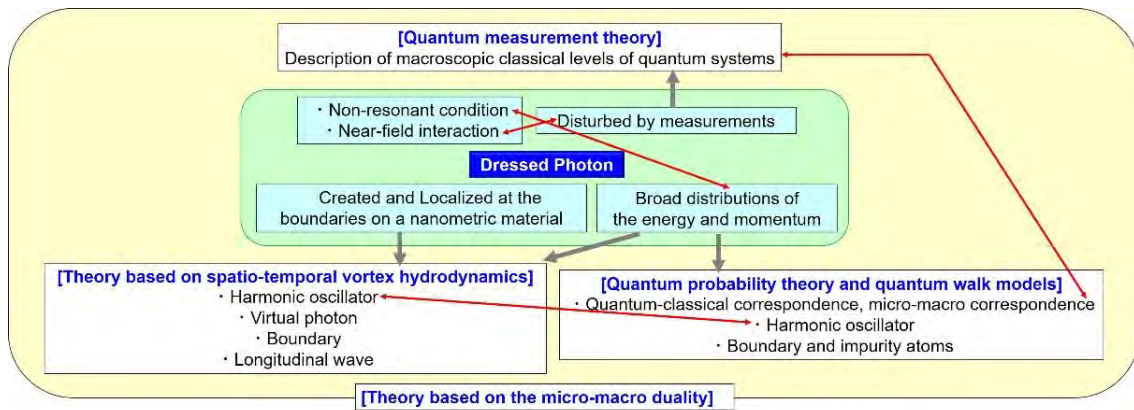 [Quantum measurement theory]
Description of macroscopic classical levels of quantum systems
・Non-resonant condition
・Near-field interaction
Disturbed by measurements
Dressed Photon
Created and Localized at the
boundaries on a nanometric material
Broad distributions of
the energy and momentum
[Theory based on spatio-temporal vortex hydrodynamics]
・Harmonic oscillator
・Virtual photon
・Boundary
・Longitudinal wave
[Quantum probability theory and quantum walk models]
・Quantum-classical correspondence, micro-macro correspondence
・Harmonic oscillator
・Boundary and impurity atoms
[Theory based on the micro-macro duality]